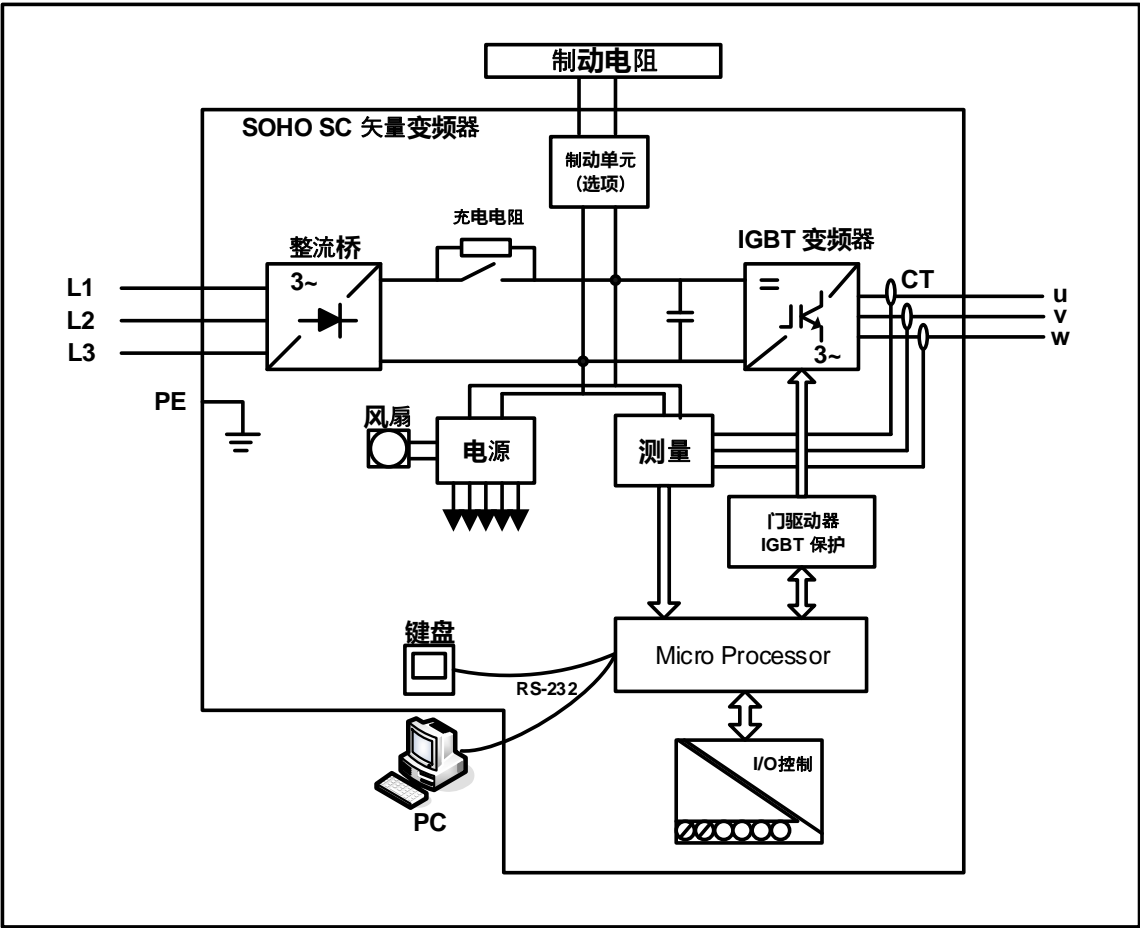 制动电阻
SOHO SC 矢量变频器
制动单元
(选项)
充电电阻
整流桥
IGBT 变频器
3~
=
CT
L1
L2
L3
u
v
w
3~
PE
风扇
电源
测量
门驱动器
IGBT 保护
键盘
Micro Processor
RS-232
I/O控制
PC